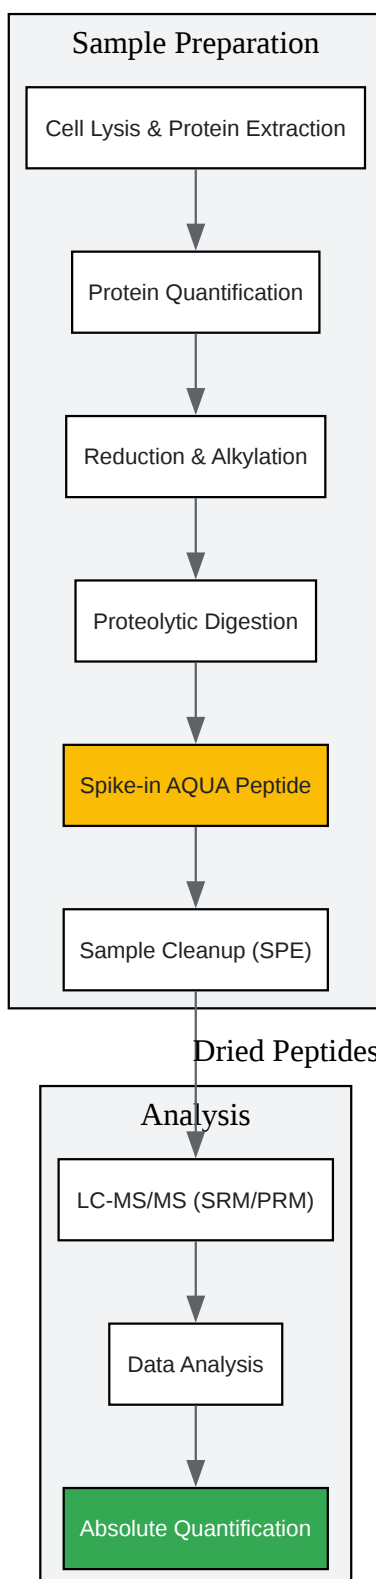 Sample Preparation
Cell Lysis & Protein Extraction
Protein Quantification
Reduction & Alkylation
Proteolytic Digestion
Spike-in AQUA Peptide
Sample Cleanup (SPE)
Dried Peptides
Analysis
LC-MS/MS (SRM/PRM)
Data Analysis
Absolute Quantification